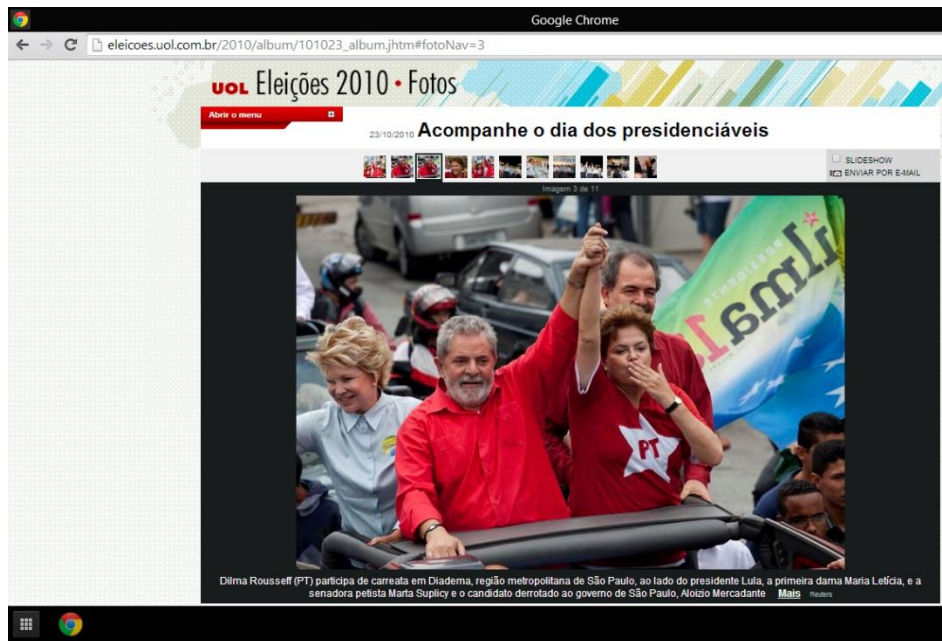 Google Chrome
eleicoes.uol.com.br/2010/album/101023_album.jhtm#fotoNav=3
UOL Eleições 2010 • Fotos
Abrir o menu
23/10/2010 Acompanhe o dia dos presidenciáveis
SLIDESHOW
ENVIAR POR E-MAIL
Imagem 3 de 11
PRESIDENTE
dilma 13
PT
Dilma Rousseff (PT) participa de carreata em Diadema, região metropolitana de São Paulo, ao lado do presidente Lula, a primeira dama Maria Letícia, e a
senadora petista Marta Suplicy e o candidato derrotado ao governo de São Paulo, Aloizio Mercadante Mais Reuters